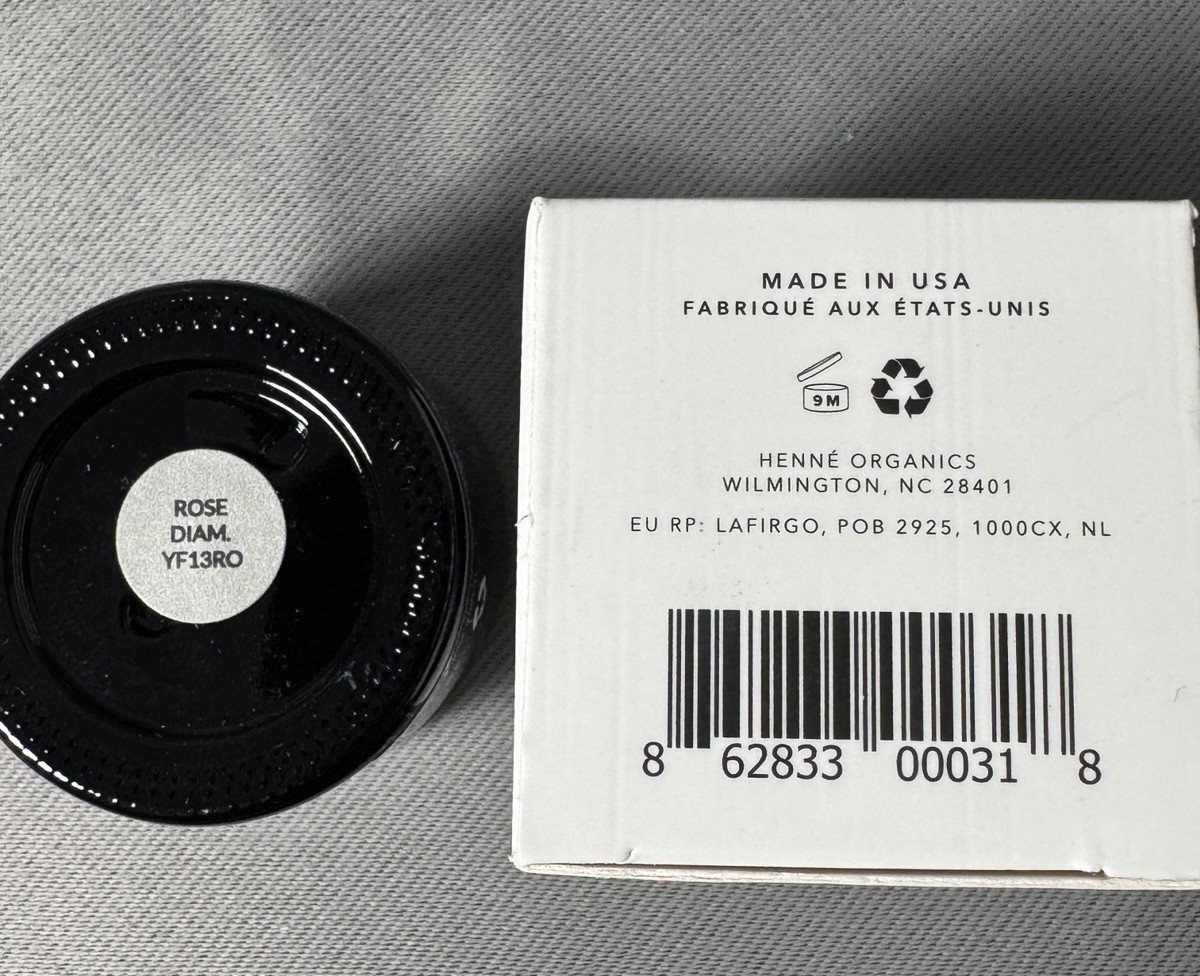 ROSE
DIAM.
YF13RO
MADE IN USA
FABRIQUÉ AUX ÉTATS-UNIS
9M
HENNÉ ORGANICS
WILMINGTON, NC 28401
EU RP: LAFIRGO, POB 2925, 1000CX, NL
8 62833 00031 8